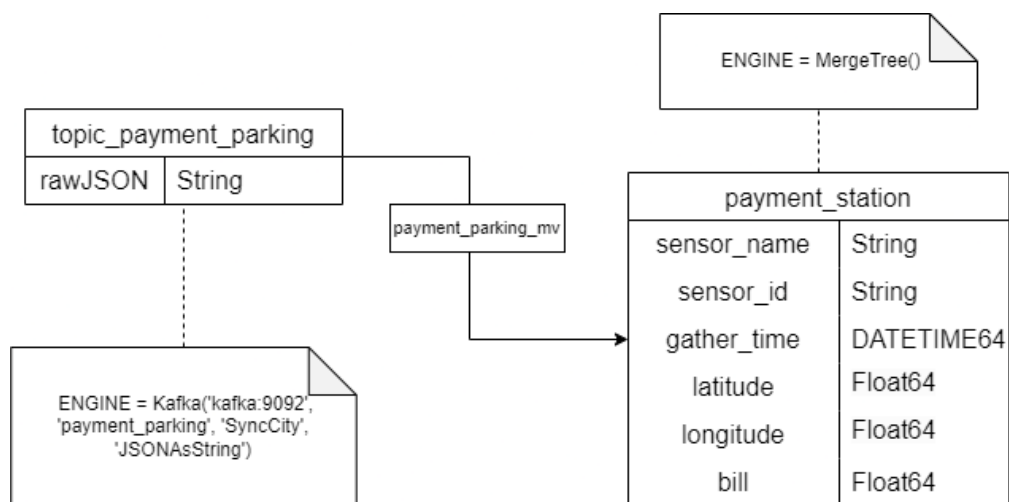 ENGINE = MergeTree()
topic_payment_parking
rawJSON String
payment_parking_mv
ENGINE = Kafka('kafka:9092',
'payment_parking', 'SyncCity',
'JSONAsString')
payment_station
sensor_name String
sensor_id String
gather_time DATETIME64
latitude Float64
longitude Float64
bill Float64